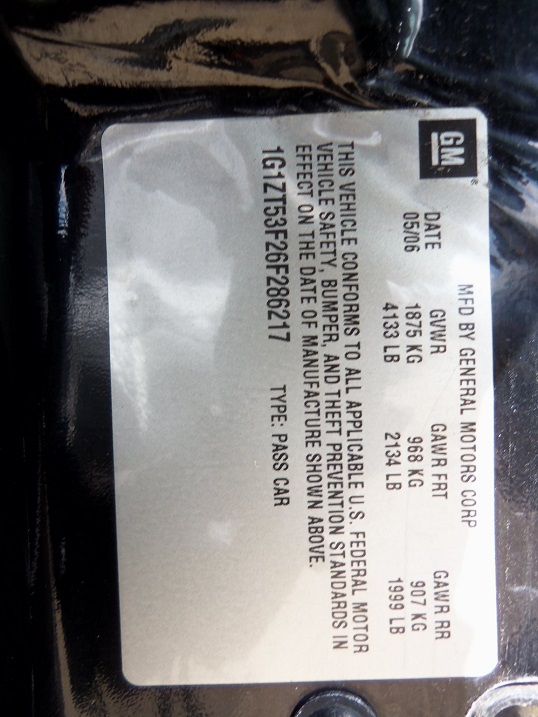 GM ®
MFD BY GENERAL MOTORS CORP
DATE GVWR GAWR FRT GAWR RR
05/06 1875 KG 968 KG 907 KG
4133 LB 2134 LB 1999 LB
THIS VEHICLE CONFORMS TO ALL APPLICABLE U.S. FEDERAL MOTOR
VEHICLE SAFETY, BUMPER, AND THEFT PREVENTION STANDARDS IN
EFFECT ON THE DATE OF MANUFACTURE SHOWN ABOVE.
1G1ZT53F26F286217 TYPE: PASS CAR